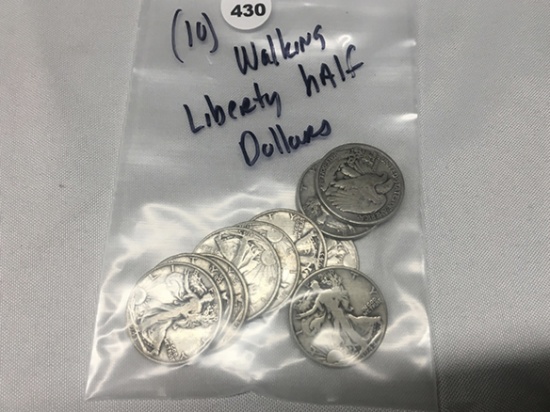 430
(10) Walking
Liberty hALf
Dollars